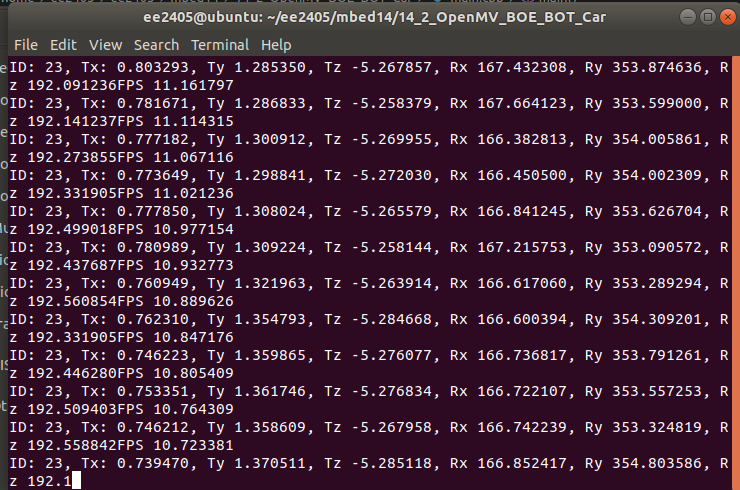 ee2405@ubuntu: ~/ee2405/mbed14/14_2_OpenMV_BOE_BOT_Car
File Edit View Search Terminal Help
ID: 23, Tx: 0.803293, Ty 1.285350, Tz -5.267857, Rx 167.432308, Ry 353.874636, R
z 192.091236FPS 11.161797
ID: 23, Tx: 0.781671, Ty 1.286833, Tz -5.258379, Rx 167.664123, Ry 353.599000, R
z 192.141237FPS 11.114315
ID: 23, Tx: 0.777182, Ty 1.300912, Tz -5.269955, Rx 166.382813, Ry 354.005861, R
z 192.273855FPS 11.067116
ID: 23, Tx: 0.773649, Ty 1.298841, Tz -5.272030, Rx 166.450500, Ry 354.002309, R
z 192.331905FPS 11.021236
ID: 23, Tx: 0.777850, Ty 1.308024, Tz -5.265579, Rx 166.841245, Ry 353.626704, R
z 192.499018FPS 10.977154
ID: 23, Tx: 0.780989, Ty 1.309224, Tz -5.258144, Rx 167.215753, Ry 353.090572, R
z 192.437687FPS 10.932773
ID: 23, Tx: 0.760949, Ty 1.321963, Tz -5.263914, Rx 166.617060, Ry 353.289294, R
z 192.560854FPS 10.889626
ID: 23, Tx: 0.762310, Ty 1.354793, Tz -5.284668, Rx 166.600394, Ry 354.309201, R
z 192.331905FPS 10.847176
ID: 23, Tx: 0.746223, Ty 1.359865, Tz -5.276077, Rx 166.736817, Ry 353.791261, R
z 192.446280FPS 10.805409
ID: 23, Tx: 0.753351, Ty 1.361746, Tz -5.276834, Rx 166.722107, Ry 353.557253, R
z 192.509403FPS 10.764309
ID: 23, Tx: 0.746212, Ty 1.358609, Tz -5.267958, Rx 166.742239, Ry 353.324819, R
z 192.558842FPS 10.723381
ID: 23, Tx: 0.739470, Ty 1.370511, Tz -5.285118, Rx 166.852417, Ry 354.803586, R
z 192.1